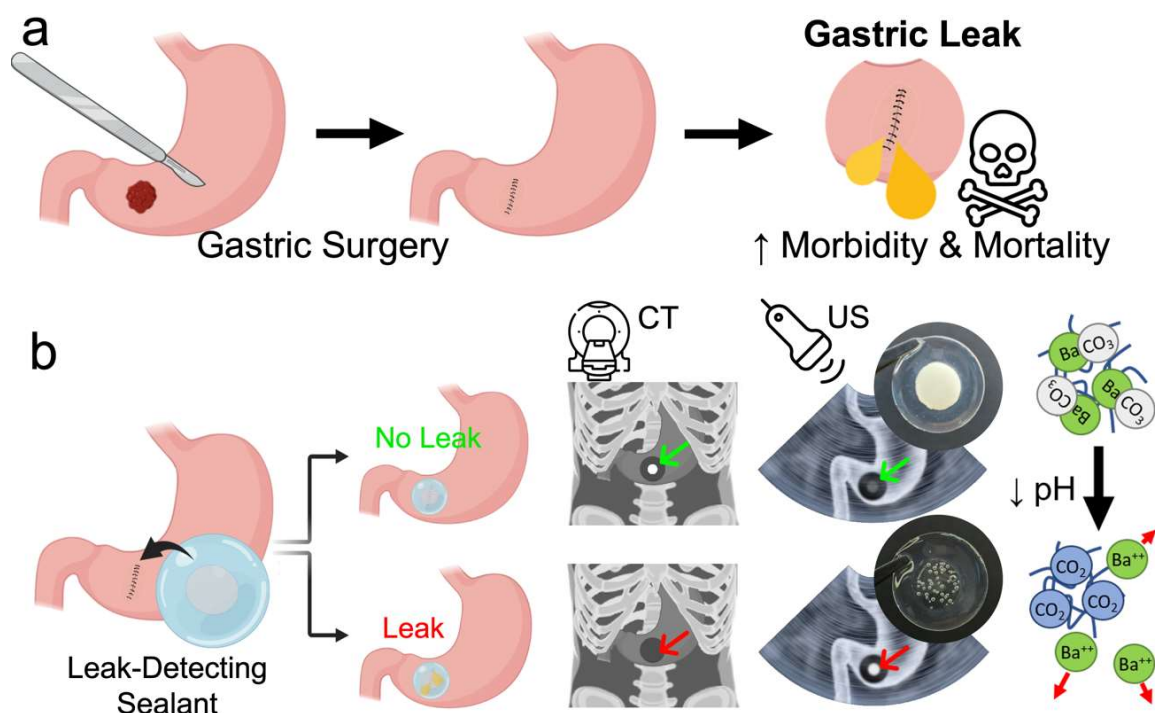 a
Gastric Surgery
Gastric Leak
↑ Morbidity & Mortality
b
Leak-Detecting
Sealant
No Leak
Leak
CT
US
Ba
CO3
Ba
CO3
CO3
Ba
↓ pH
CO2
Ba++
CO2
CO2
Ba++
Ba++